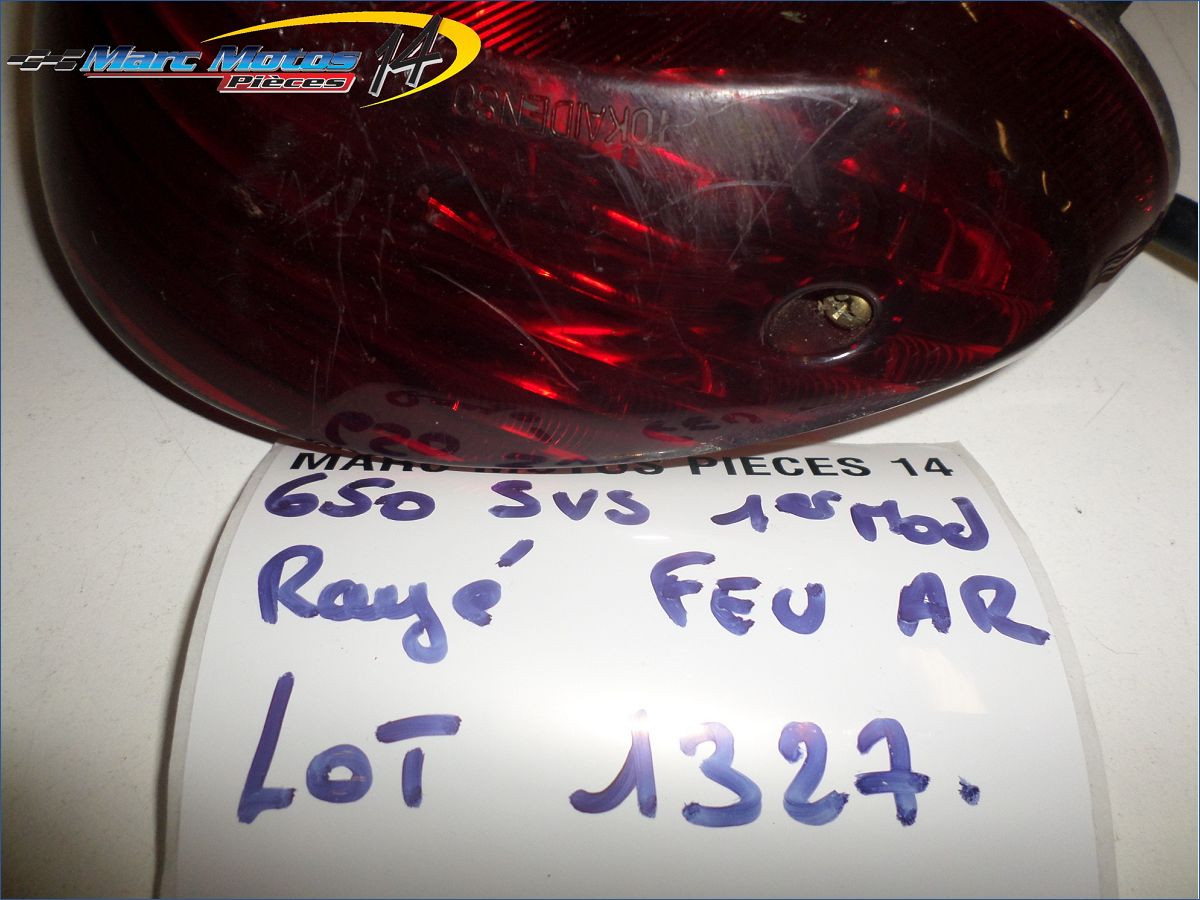 Marc Motos 14
Pièces
TOKAIDENSO
MARC MOTOS PIECES 14
650 SVS 1er Mod
Rayé FEU AR
LOT 1327.